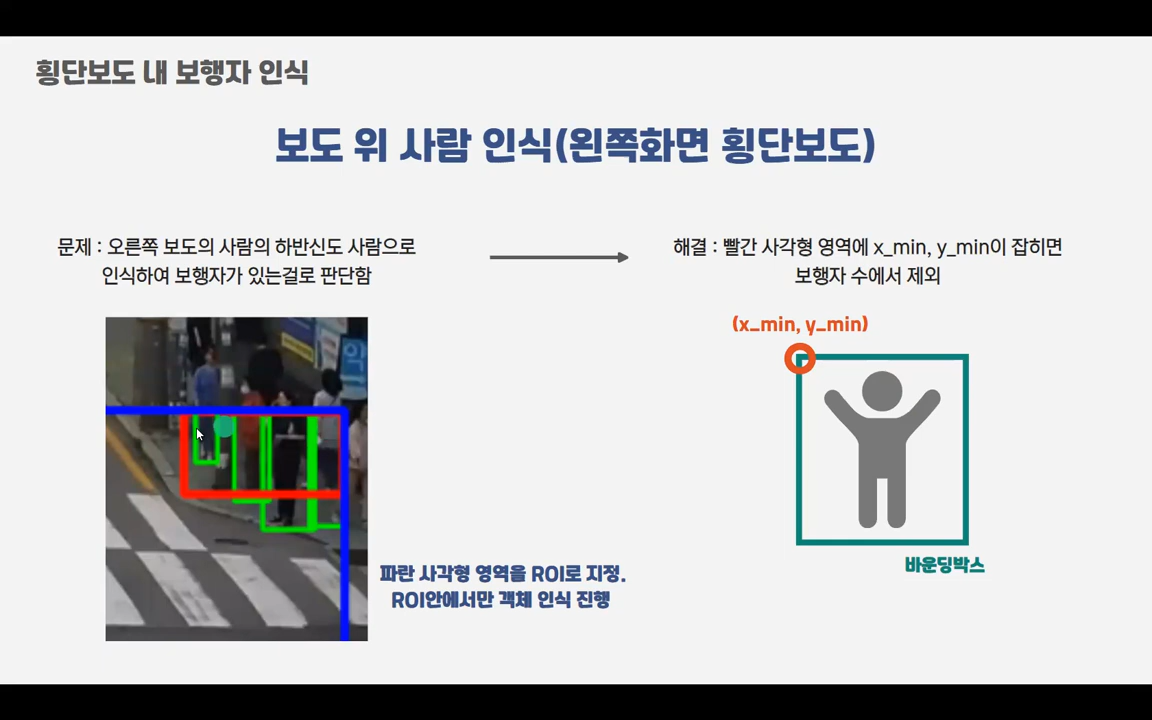 횡단보도 내 보행자 인식
보도 위 사람 인식(왼쪽화면 횡단보도)
문제 : 오른쪽 보도의 사람의 하반신도 사람으로
인식하여 보행자가 있는걸로 판단함
해결 : 빨간 사각형 영역에 x_min, y_min이 잡히면
보행자 수에서 제외
(x_min, y_min)
약
파란 사각형 영역을 ROI로 지정.
ROI안에서만 객체 인식 진행
바운딩박스